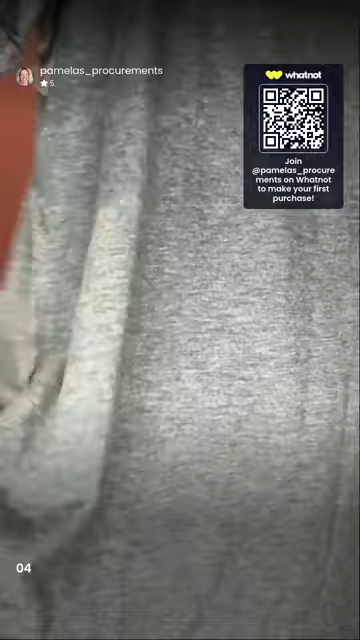 pamelas_procurements
★ 5
whatnot
Join
@pamelas_procure
ments on Whatnot
to make your first
purchase!
04